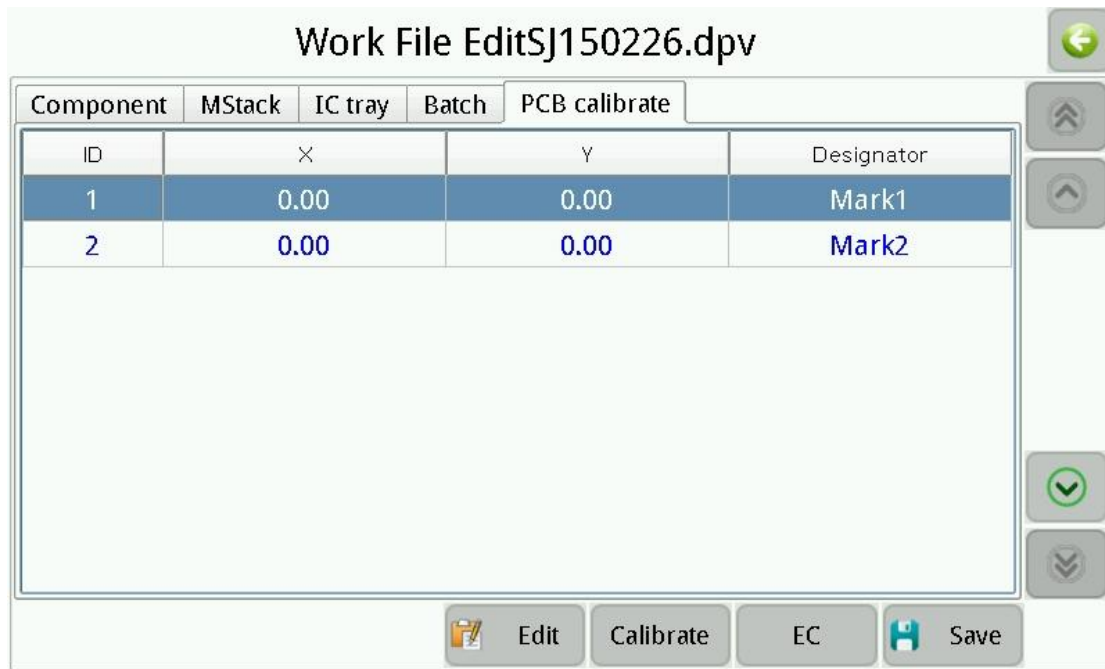 Work File EditSJ150226.dpv
Component MStack IC tray Batch PCB calibrate
ID X Y Designator
1 0.00 0.00 Mark1
2 0.00 0.00 Mark2
Edit Calibrate EC Save